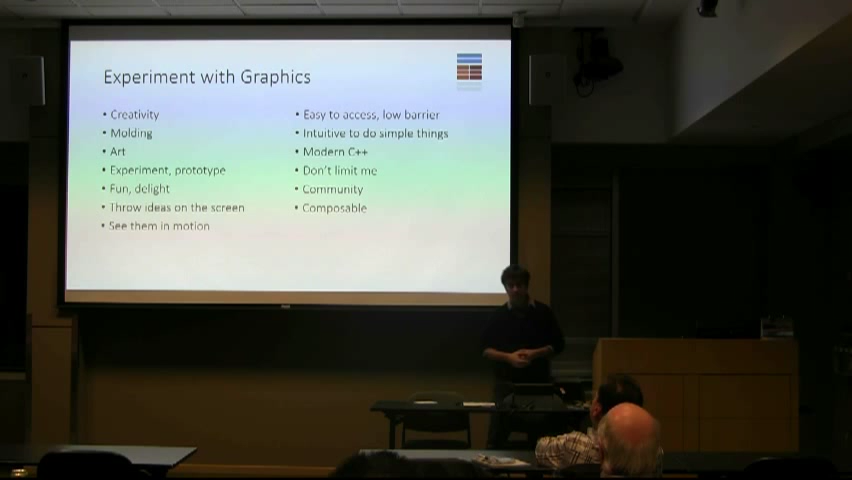 Experiment with Graphics
• Creativity
• Molding
• Art
• Experiment, prototype
• Fun, delight
• Throw ideas on the screen
• See them in motion
• Easy to access, low barrier
• Intuitive to do simple things
• Modern C++
• Don't limit me
• Community
• Composable